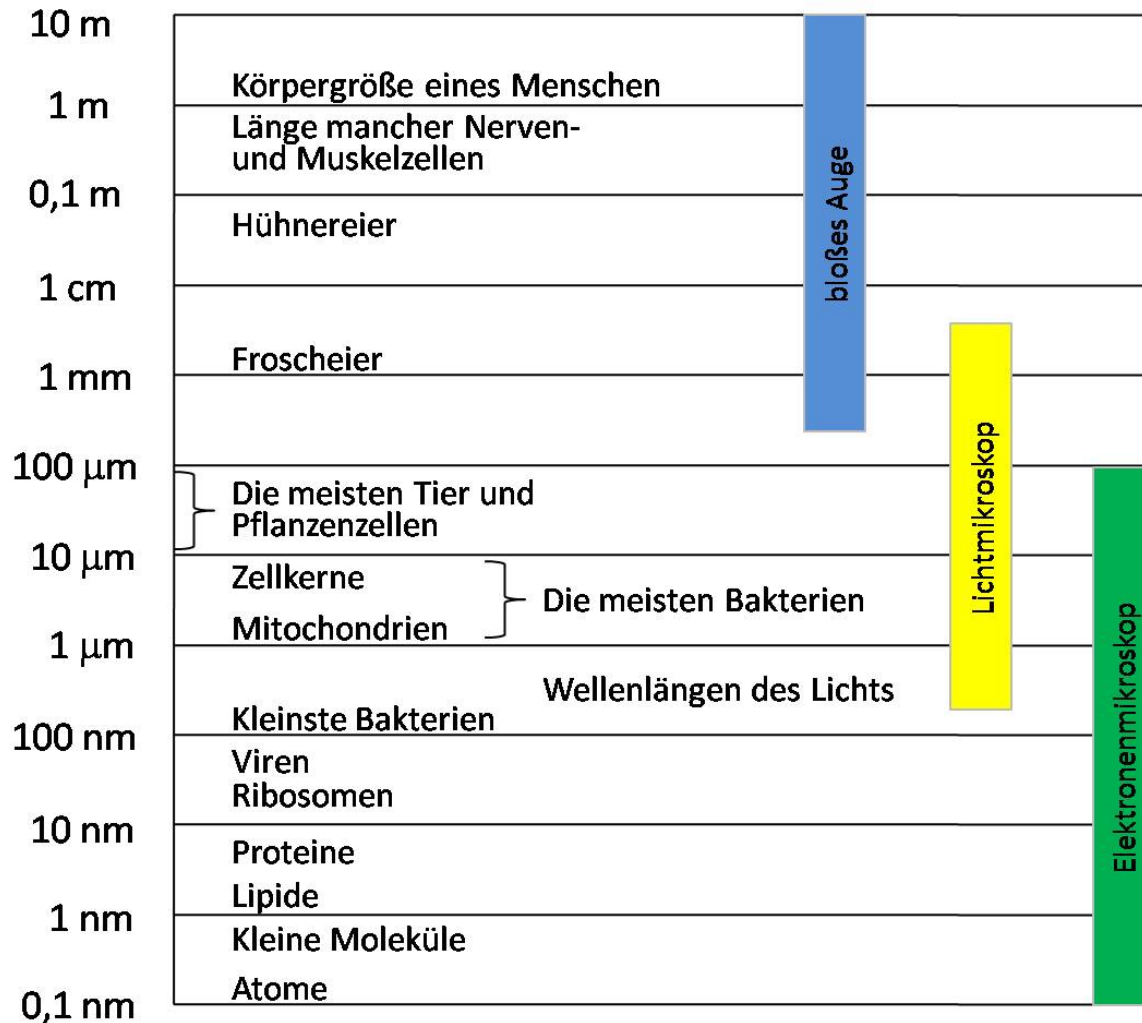 10 m
Körpergröße eines Menschen
1 m
Länge mancher Nerven-
und Muskelzellen
0,1 m
Hühnereier
1 cm
Froscheier
1 mm
100 µm
Die meisten Tier und
Pflanzenzellen
10 µm
Zellkerne
Die meisten Bakterien
Mitochondrien
1 µm
Wellenlängen des Lichts
Kleinste Bakterien
100 nm
Viren
Ribosomen
10 nm
Proteine
Lipide
1 nm
Kleine Moleküle
Atome
0,1 nm
bloßes Auge
Lichtmikroskop
Elektronenmikroskop